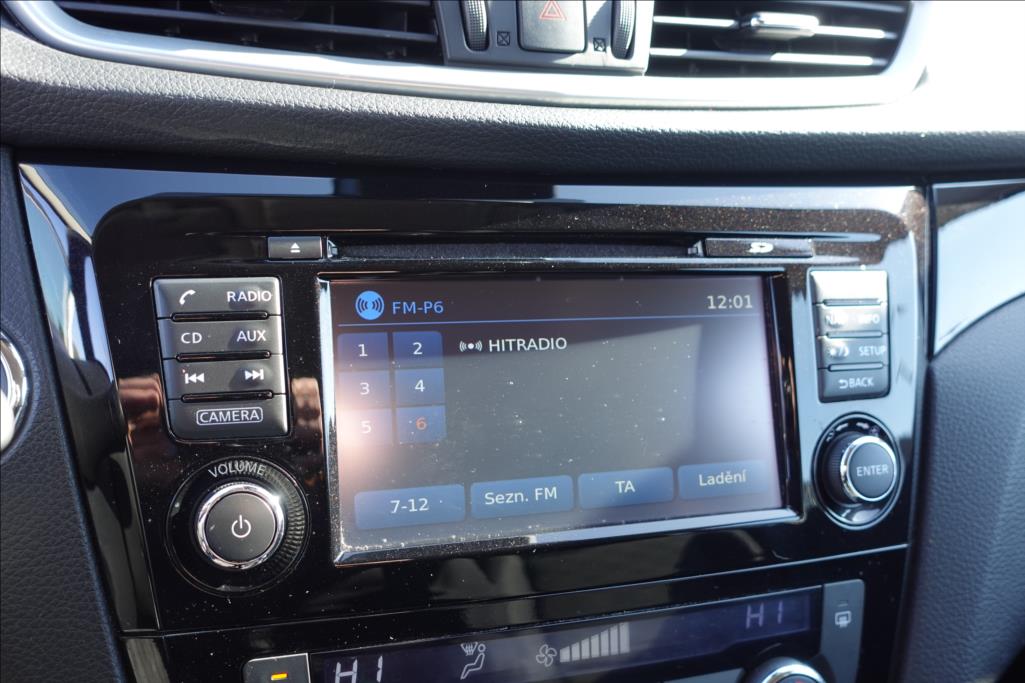 RADIO
CD AUX
CAMERA
VOLUME
FM-P6 12:01
1 2 HITRADIO
3 4
5 6
7-12 Sezn. FM TA Ladění
INFO
SETUP
BACK
ENTER
HI
HI